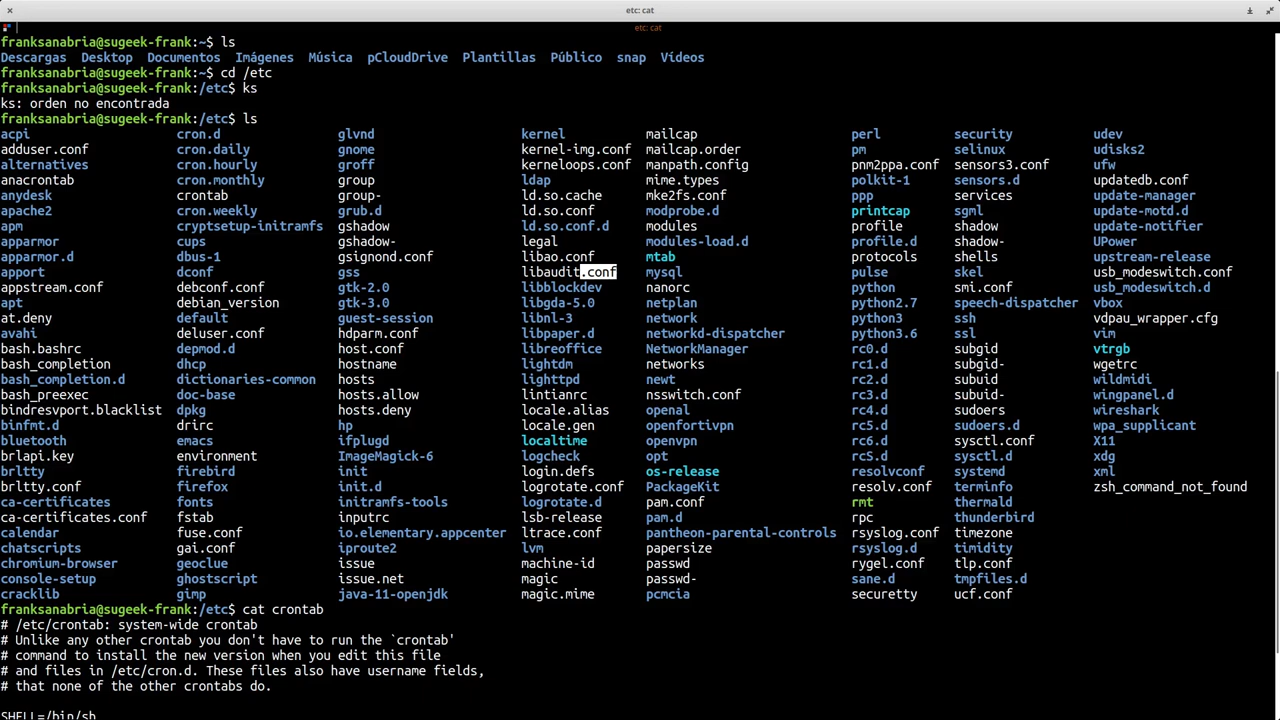 etc: cat
etc: cat
franksanabria@sugeek-frank:~$ ls
Descargas Desktop Documentos Imágenes Música pCloudDrive Plantillas Público snap Vídeos
franksanabria@sugeek-frank:~$ cd /etc
franksanabria@sugeek-frank:/etc$ ks
ks: orden no encontrada
franksanabria@sugeek-frank:/etc$ ls
acpi cron.d glvnd kernel mailcap perl security udev
adduser.conf cron.daily gnome kernel-img.conf mailcap.order pm selinux udisks2
alternatives cron.hourly groff kerneloops.conf manpath.config pnm2ppa.conf sensors3.conf ufw
anacrontab cron.monthly group ldap mime.types polkit-1 sensors.d updatedb.conf
anydesk crontab group- ld.so.cache mke2fs.conf ppp services update-manager
apache2 cron.weekly grub.d ld.so.conf modprobe.d printcap sgml update-motd.d
apm cryptsetup-initramfs gshadow ld.so.conf.d modules profile shadow update-notifier
apparmor cups gshadow- legal modules-load.d profile.d shadow- UPower
apparmor.d dbus-1 gsignond.conf libao.conf mtab protocols shells upstream-release
apport dconf gss libaudit.conf mysql pulse skel usb_modeswitch.conf
appstream.conf debconf.conf gtk-2.0 libblockdev nanorc python smi.conf usb_modeswitch.d
apt debian_version gtk-3.0 libgda-5.0 netplan python2.7 speech-dispatcher vbox
at.deny default guest-session libnl-3 network python3 ssh vdpau_wrapper.cfg
avahi deluser.conf hdparm.conf libpaper.d networkd-dispatcher python3.6 ssl vim
bash.bashrc depmod.d host.conf libreoffice NetworkManager rc0.d subgid vtrgb
bash_completion dhcp hostname lightdm networks rc1.d subgid- wgetrc
bash_completion.d dictionaries-common hosts lighttpd newt rc2.d subuid wildmidi
bash_preexec doc-base hosts.allow lintianrc nsswitch.conf rc3.d subuid- wingpanel.d
bindresvport.blacklist dpkg hosts.deny locale.alias openal rc4.d sudoers wireshark
binfmt.d drirc hp locale.gen openfortivpn rc5.d sudoers.d wpa_supplicant
bluetooth emacs ifplugd localtime openvpn rc6.d sysctl.conf X11
brlapi.key environment ImageMagick-6 logcheck opt rcS.d sysctl.d xdg
brltty firebird init login.defs os-release resolvconf systemd xml
brltty.conf firefox init.d logrotate.conf PackageKit resolv.conf terminfo zsh_command_not_found
ca-certificates fonts initramfs-tools logrotate.d pam.conf rmt thermald
ca-certificates.conf fstab inputrc lsb-release pam.d rpc thunderbird
calendar fuse.conf io.elementary.appcenter ltrace.conf pantheon-parental-controls rsyslog.conf timezone
chatscripts gai.conf iproute2 lvm papersize rsyslog.d timidity
chromium-browser geoclue issue machine-id passwd rygel.conf tlp.conf
console-setup ghostscript issue.net magic passwd- sane.d tmpfiles.d
cracklib gimp java-11-openjdk magic.mime pcmcia securetty ucf.conf
franksanabria@sugeek-frank:/etc$ cat crontab
# /etc/crontab: system-wide crontab
# Unlike any other crontab you don't have to run the `crontab'
# command to install the new version when you edit this file
# and files in /etc/cron.d. These files also have username fields,
# that none of the other crontabs do.
SHELL=/bin/sh